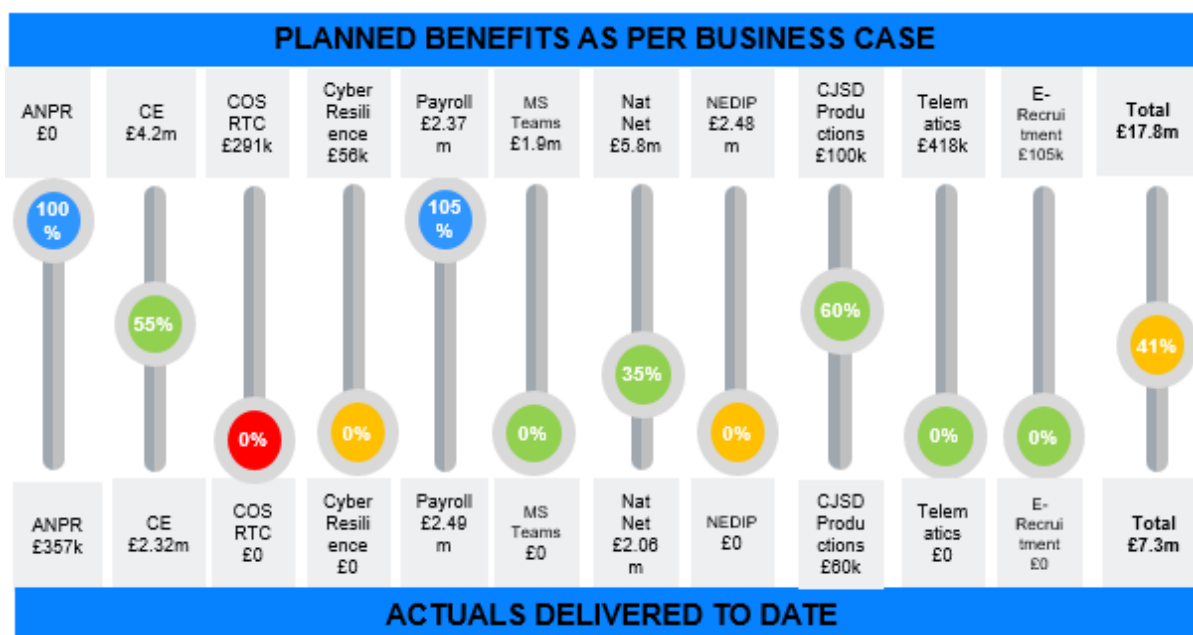 PLANNED BENEFITS AS PER BUSINESS CASE
ANPR
£0
CE
£4.2m
COS
RTC
£291k
Cyber
Resili
ence
£56k
Payroll
£2.37
m
MS
Teams
£1.9m
Nat
Net
£5.8m
NEDIP
£2.48
m
CJSD
Produ
ctions
£100k
Telem
atics
£418k
E-
Recrui
tment
£105k
Total
£17.8m
100
%
55%
0%
0%
105
%
0%
35%
0%
60%
0%
0%
41%
ANPR
£357k
CE
£2.32m
COS
RTC
£0
Cyber
Resili
ence
£0
Payroll
£2.49
m
MS
Teams
£0
Nat
Net
£2.06
m
NEDIP
£0
CJSD
Produ
ctions
£60k
Telem
atics
£0
E-
Recrui
tment
£0
Total
£7.3m
ACTUALS DELIVERED TO DATE